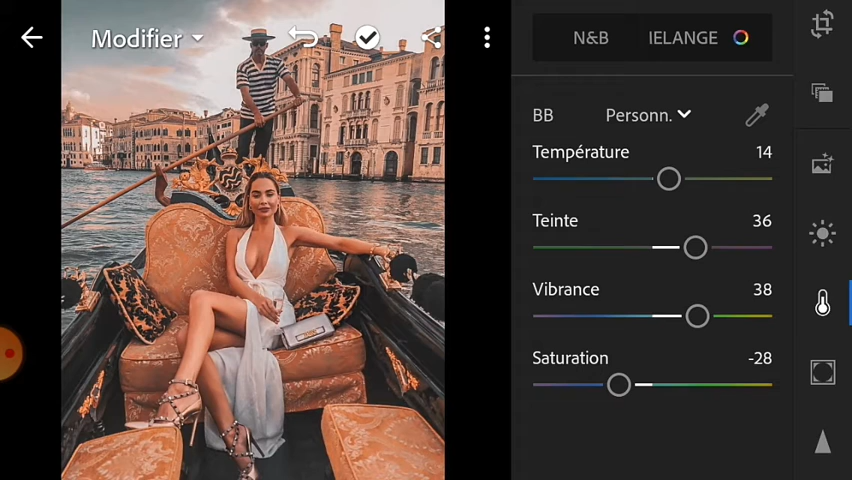 Modifier
N&B IELANGE
BB Personn.
Température 14
Teinte 36
Vibrance 38
Saturation -28